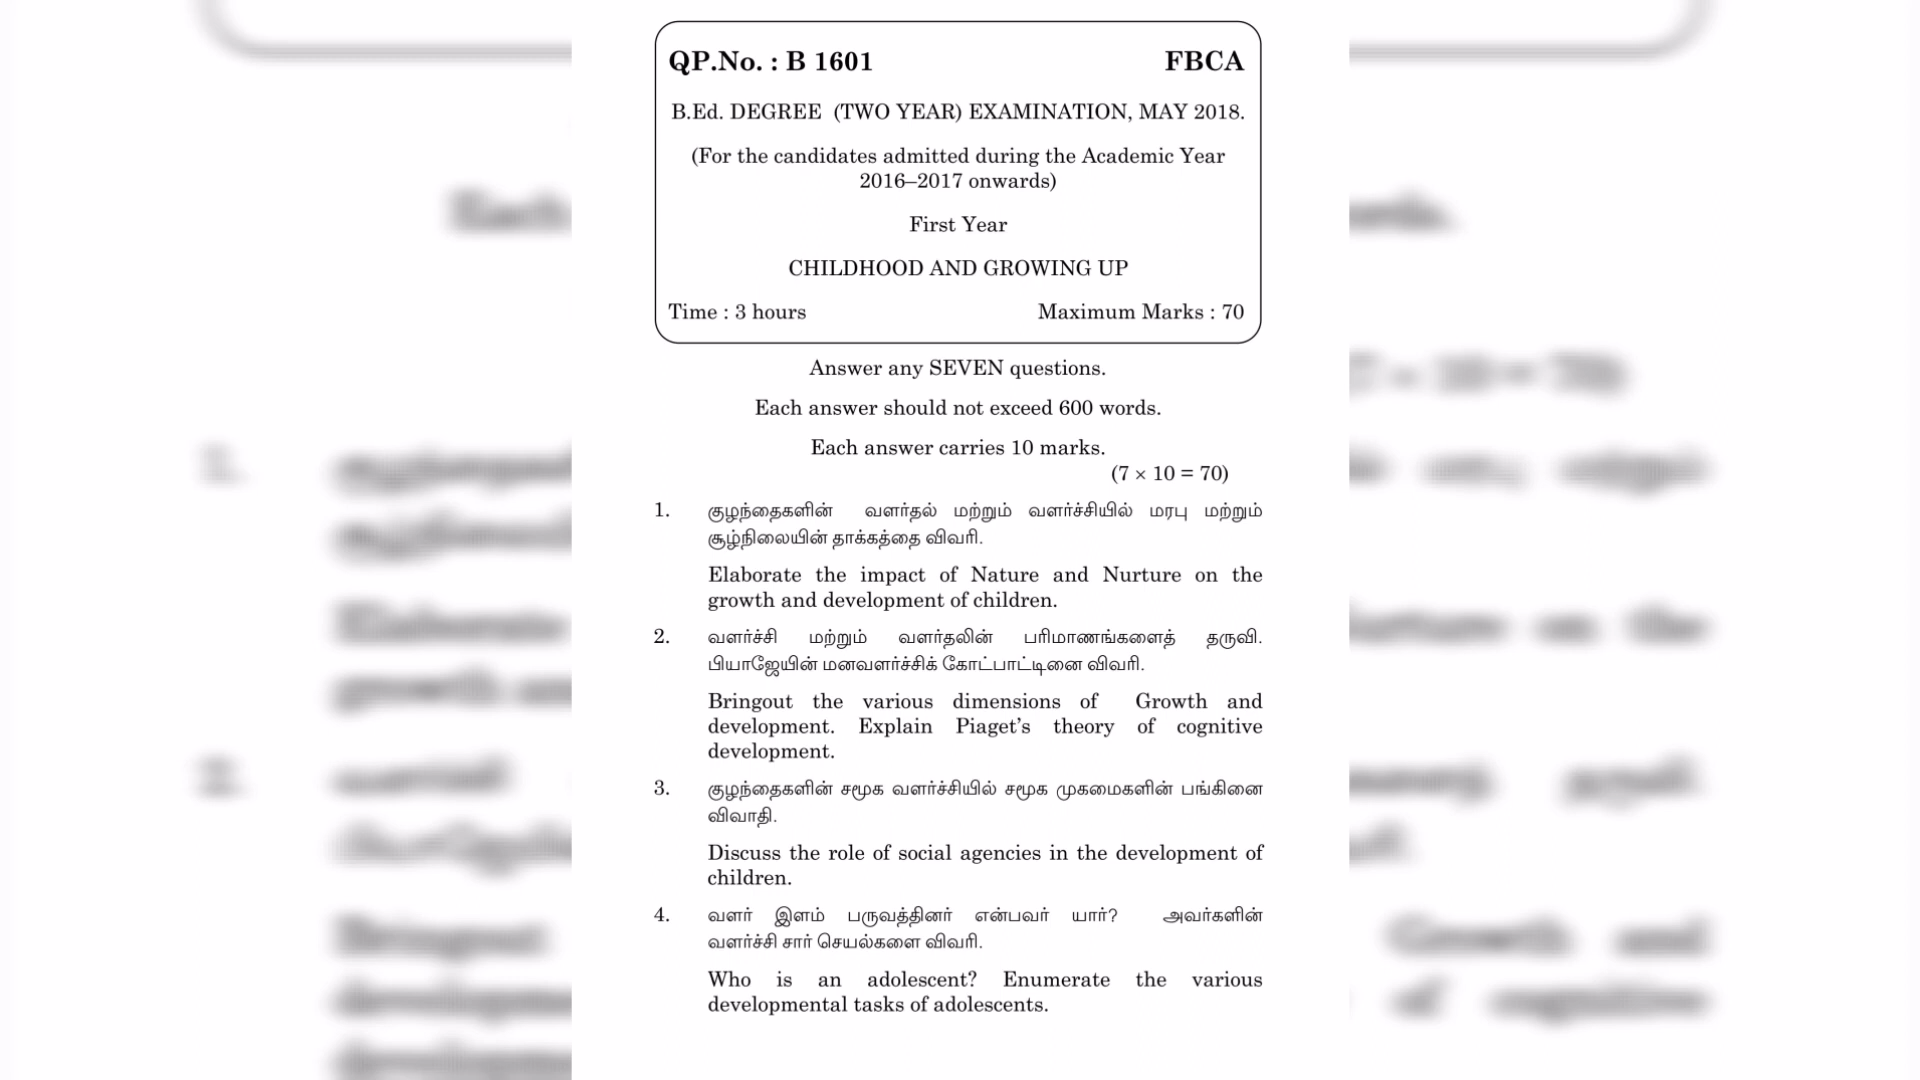 QP.No. : B 1601 FBCA
B.Ed. DEGREE (TWO YEAR) EXAMINATION, MAY 2018.
(For the candidates admitted during the Academic Year
2016–2017 onwards)
First Year
CHILDHOOD AND GROWING UP
Time : 3 hours Maximum Marks : 70
Answer any SEVEN questions.
Each answer should not exceed 600 words.
Each answer carries 10 marks.
(7 × 10 = 70)
1. குழந்தைகளின் வளர்தல் மற்றும் வளர்ச்சியில் மரபு மற்றும்
சூழ்நிலையின் தாக்கத்தை விவரி.
Elaborate the impact of Nature and Nurture on the
growth and development of children.
2. வளர்ச்சி மற்றும் வளர்தலின் பரிமாணங்களைத் தருவி.
பியாஜேயின் மனவளர்ச்சிக் கோட்பாட்டினை விவரி.
Bringout the various dimensions of Growth and
development. Explain Piaget's theory of cognitive
development.
3. குழந்தைகளின் சமூக வளர்ச்சியில் சமூக முகமைகளின் பங்கினை
விவாதி.
Discuss the role of social agencies in the development of
children.
4. வளர் இளம் பருவத்தினர் என்பவர் யார்? அவர்களின்
வளர்ச்சி சார் செயல்களை விவரி.
Who is an adolescent? Enumerate the various
developmental tasks of adolescents.